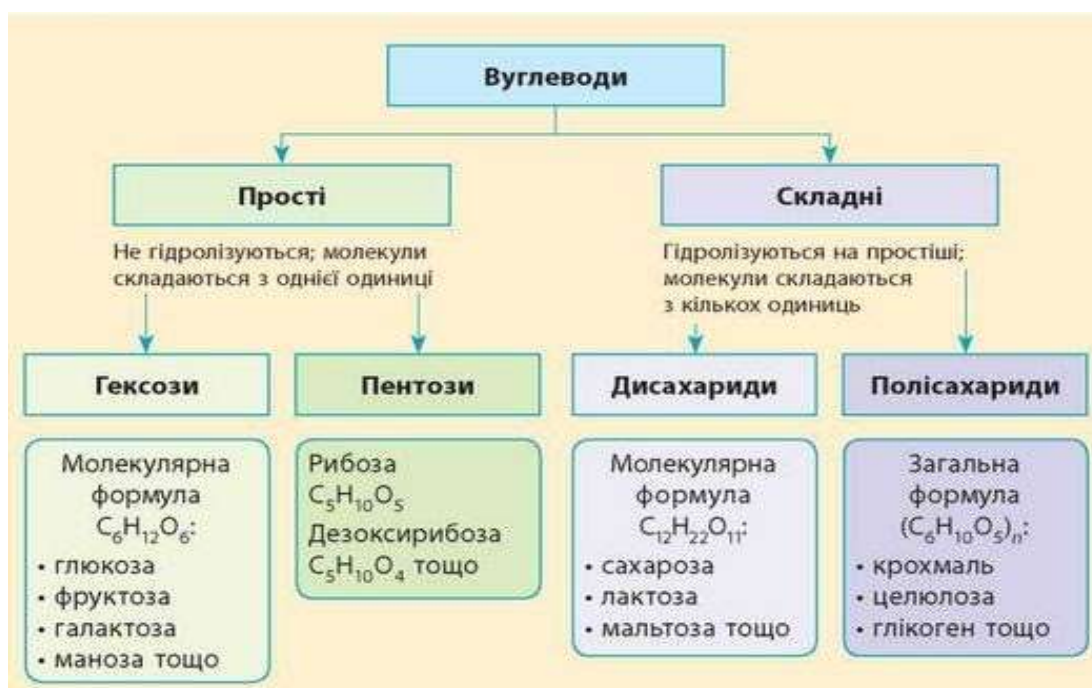 Вуглеводи
Прості
Не гідролізуються; молекули
складаються з однієї одиниці
Складні
Гідролізуються на простіші;
молекули складаються
з кількох одиниць
Гексози
Молекулярна
формула
C₆H₁₂O₆:
• глюкоза
• фруктоза
• галактоза
• маноза тощо
Пентози
Рибоза
C₅H₁₀O₅
Дезоксирибоза
C₅H₁₀O₄ тощо
Дисахариди
Молекулярна
формула
C₁₂H₂₂O₁₁:
• сахароза
• лактоза
• мальтоза тощо
Полісахариди
Загальна
формула
(C₆H₁₀O₅)ₙ:
• крохмаль
• целюлоза
• глікоген тощо